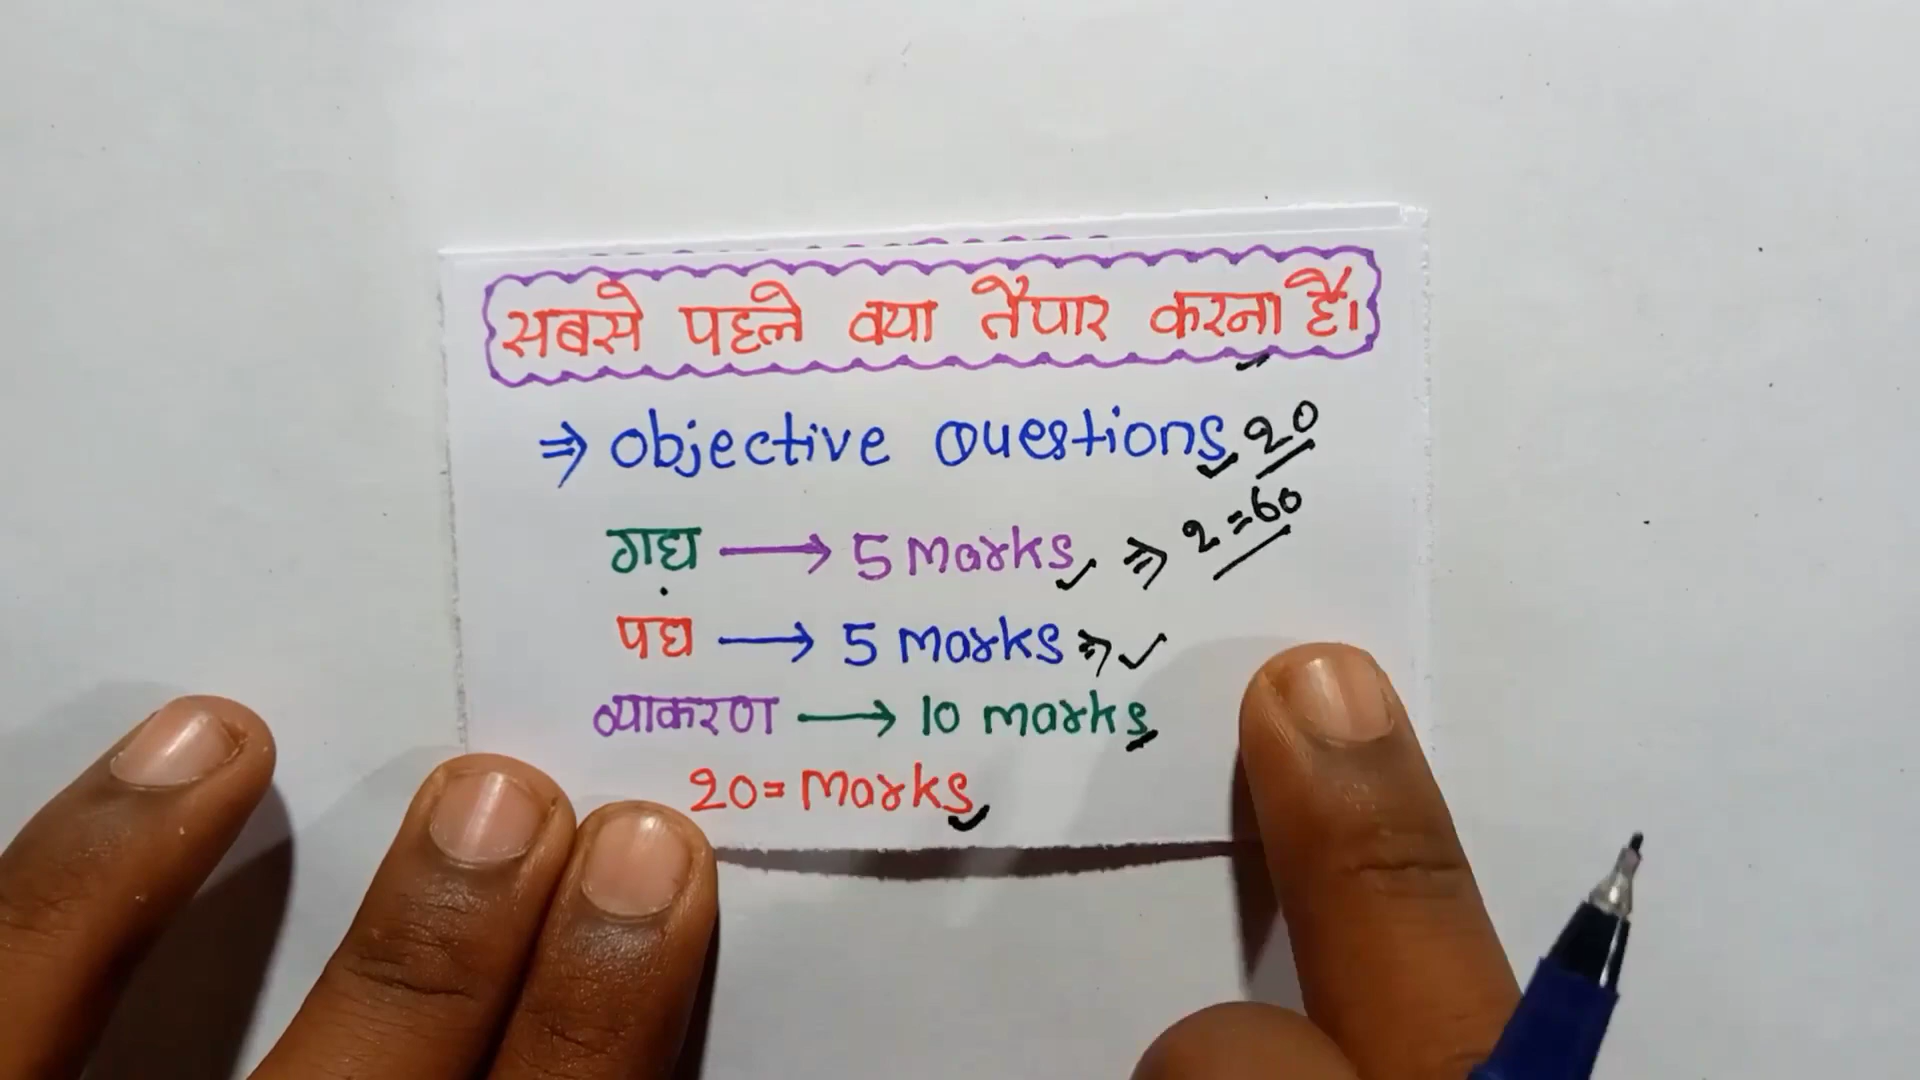 सबसे पहले क्या तैयार करना है।
⇒ objective Questions 20
गद्य → 5 Marks ⇒ 2=60
पद्य → 5 Marks ⇒ ✓
व्याकरण → 10 marks
20= Marks